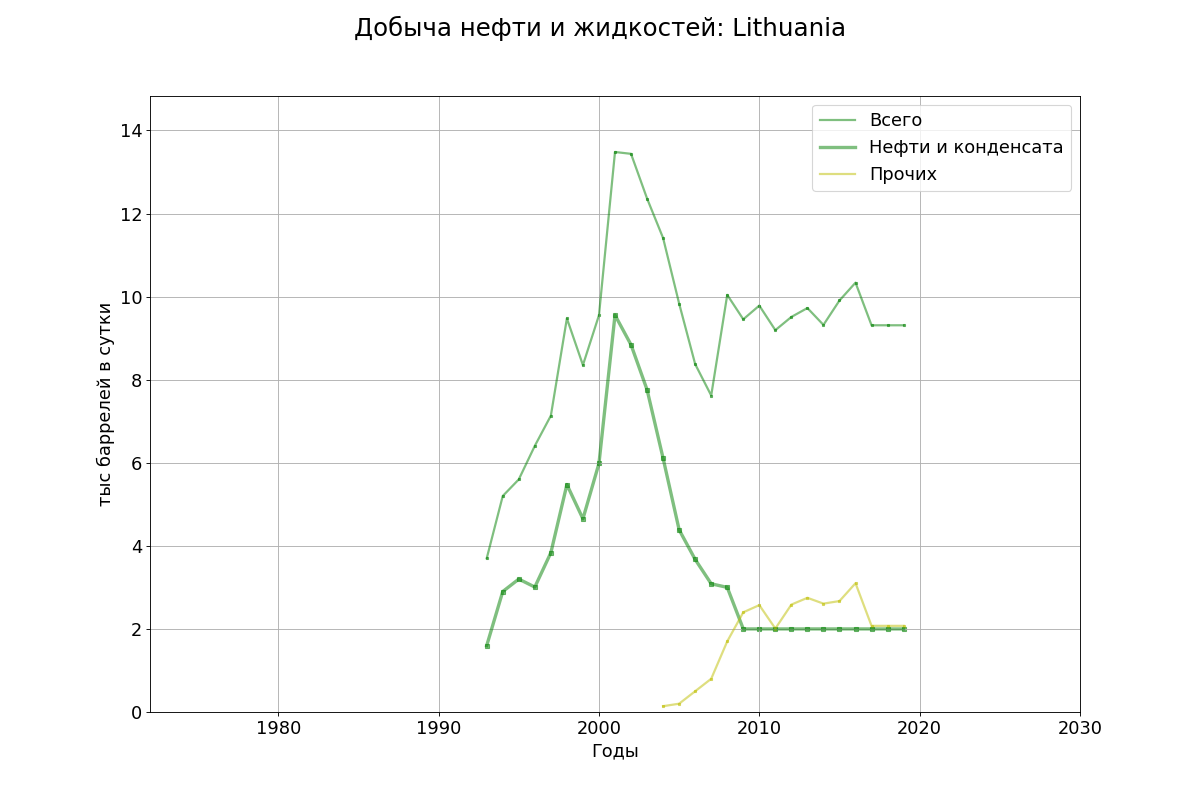 Добыча нефти и жидкостей: Lithuania
Всего
Нефти и конденсата
Прочих
14
12
10
8
6
4
2
0
тыс баррелей в сутки
1980
1990
2000
2010
2020
2030
Годы